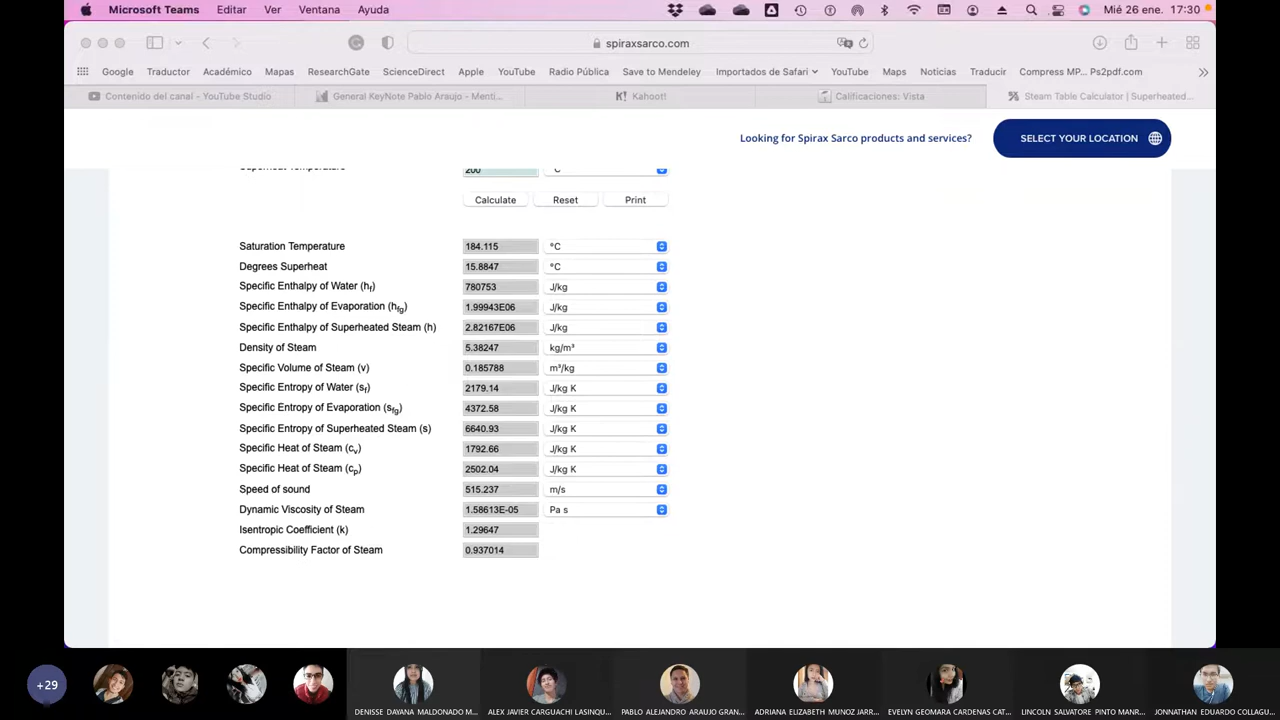 Microsoft Teams Editar Ver Ventana Ayuda Mié 26 ene. 17:30
spiraxsarco.com
Google Traductor Académico Mapas ResearchGate ScienceDirect Apple YouTube Radio Pública Save to Mendeley Importados de Safari YouTube Maps Noticias Traducir Compress MP... Ps2pdf.com
Contenido del canal - YouTube Studio General KeyNote Pablo Araujo - Menti... K! Kahoot! Calificaciones: Vista Steam Table Calculator | Superheated...
Looking for Spirax Sarco products and services? SELECT YOUR LOCATION
Superheat Temperature 200 °C
Calculate Reset Print
Saturation Temperature 184.115 °C
Degrees Superheat 15.8847 °C
Specific Enthalpy of Water (hf) 780753 J/kg
Specific Enthalpy of Evaporation (hfg) 1.99943E06 J/kg
Specific Enthalpy of Superheated Steam (h) 2.82167E06 J/kg
Density of Steam 5.38247 kg/m³
Specific Volume of Steam (v) 0.185788 m³/kg
Specific Entropy of Water (sf) 2179.14 J/kg K
Specific Entropy of Evaporation (sfg) 4372.58 J/kg K
Specific Entropy of Superheated Steam (s) 6640.93 J/kg K
Specific Heat of Steam (cv) 1792.66 J/kg K
Specific Heat of Steam (cp) 2502.04 J/kg K
Speed of sound 515.237 m/s
Dynamic Viscosity of Steam 1.58613E-05 Pa s
Isentropic Coefficient (k) 1.29647
Compressibility Factor of Steam 0.937014
+29
DENISSE DAYANA MALDONADO M... ALEX JAVIER CARGUACHI LASINQU... PABLO ALEJANDRO ARAUJO GRAN... ADRIANA ELIZABETH MUNOZ JARR... EVELYN GEOMARA CARDENAS CAT... LINCOLN SALVATORE PINTO MANR... JONNATHAN EDUARDO COLLAGU...